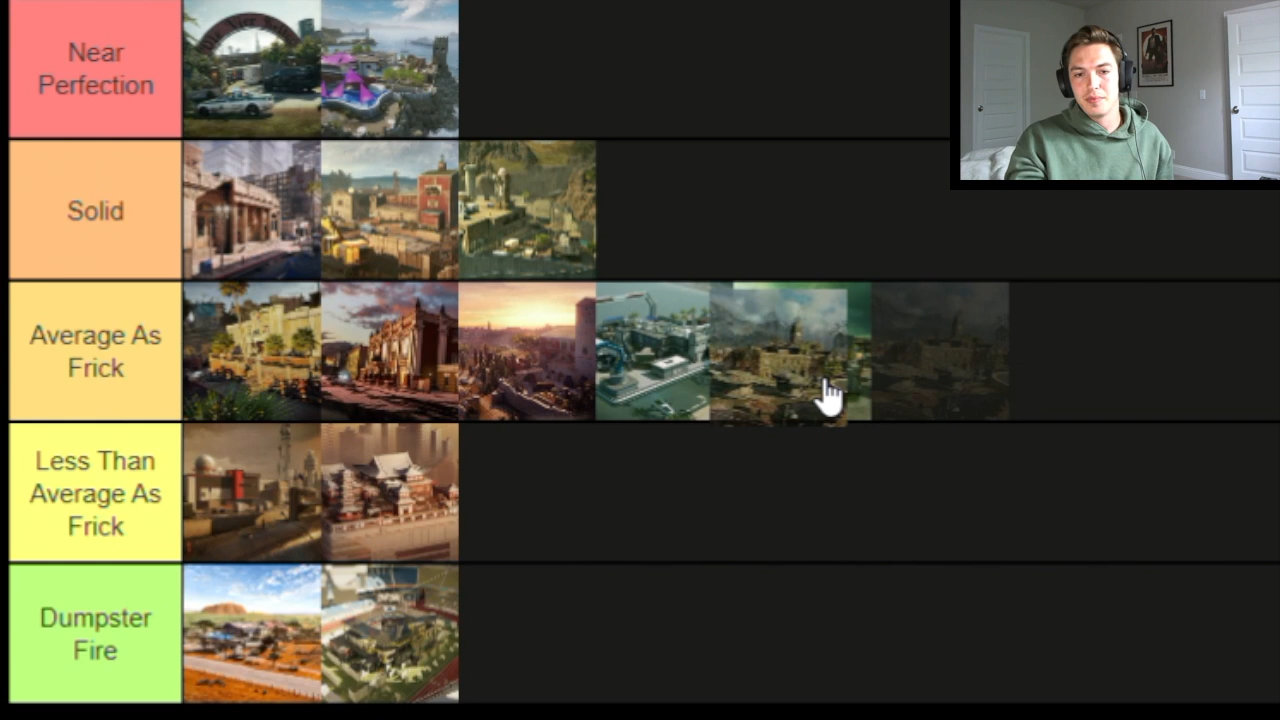 Near
Perfection
Solid
Average As
Frick
Less Than
Average As
Frick
Dumpster
Fire